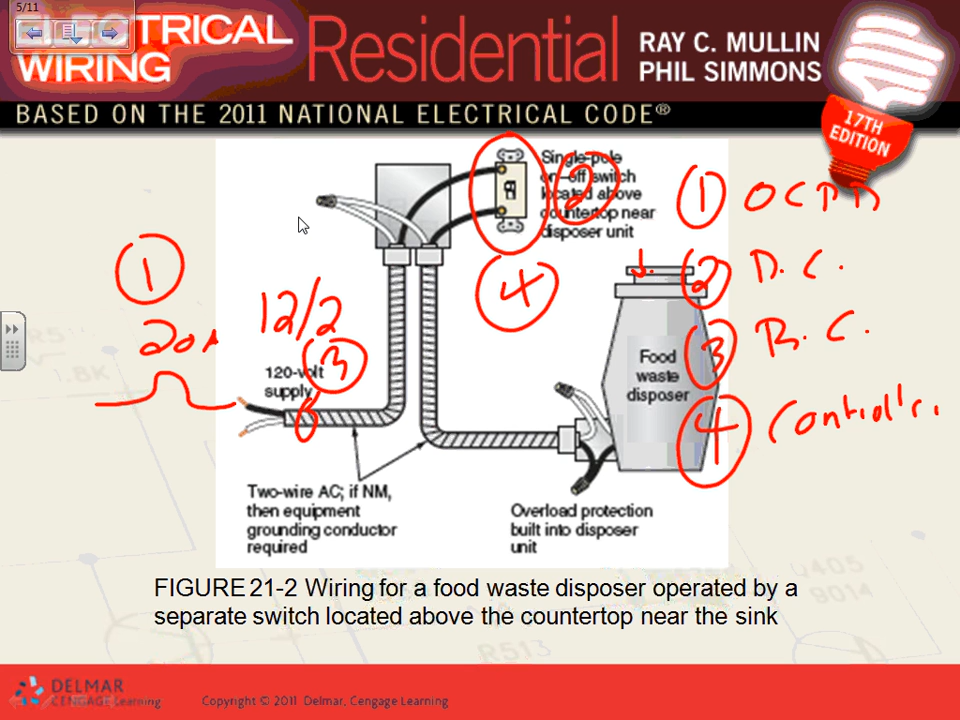 5/11
ELECTRICAL
WIRING
Residential
RAY C. MULLIN
PHIL SIMMONS
BASED ON THE 2011 NATIONAL ELECTRICAL CODE®
17TH
EDITION
Single-pole
on–off switch
located above
countertop near
disposer unit
2
1 OCPD
2 D.C.
3 B.C.
4
4
1
20A
12/2
3
120-volt
supply
Food
waste
disposer
Two-wire AC; if NM,
then equipment
grounding conductor
required
Overload protection
built into disposer
unit
FIGURE 21-2 Wiring for a food waste disposer operated by a
separate switch located above the countertop near the sink
R513
9014
1.8K
DELMAR
CENGAGE Learning
Copyright © 2011 Delmar, Cengage Learning